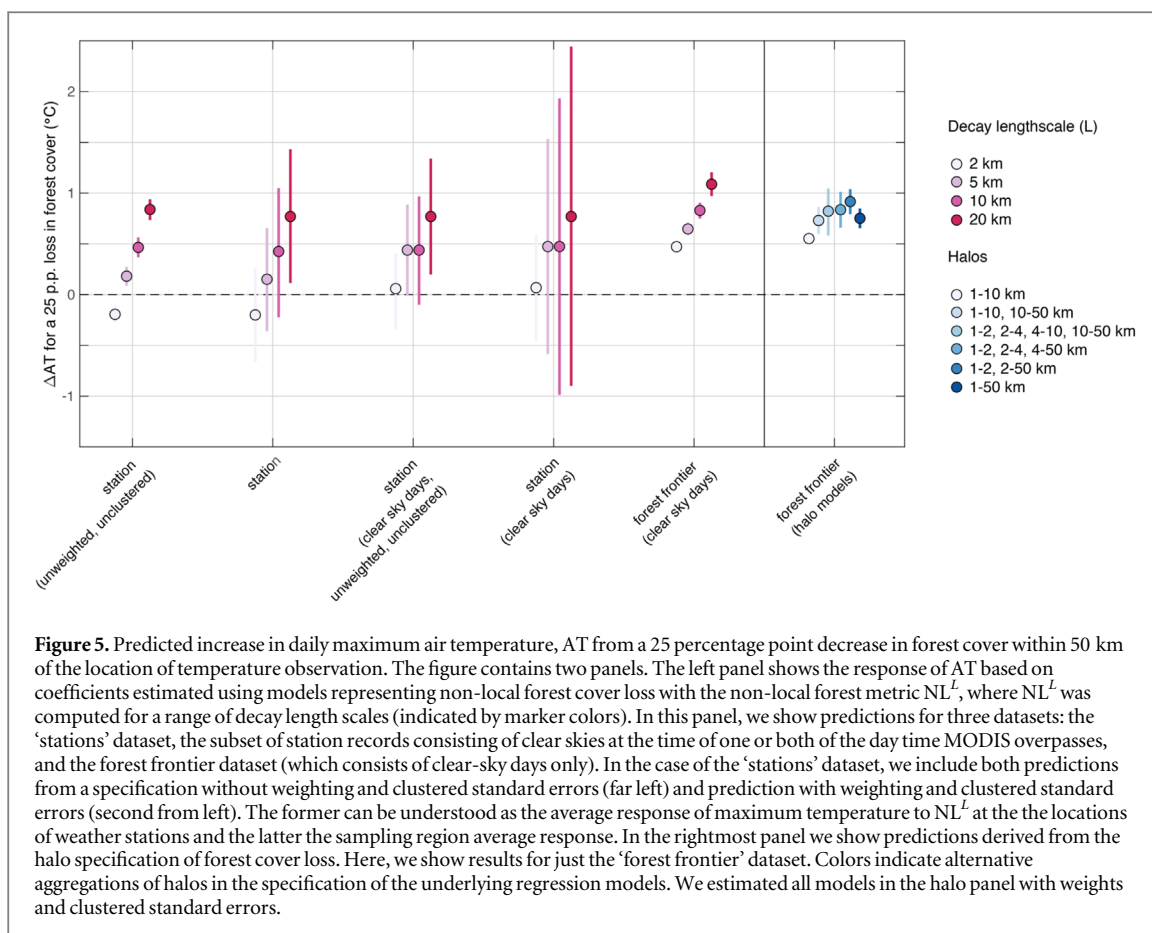 2
1
0
-1
ΔAT for a 25 p.p. loss in forest cover (°C)
station
(unweighted, unclustered)
station
station
(clear sky days,
unweighted, unclustered)
station
(clear sky days)
forest frontier
(clear sky days)
forest frontier
(halo models)
Decay lengthscale (L)
2 km
5 km
10 km
20 km
Halos
1-10 km
1-10, 10-50 km
1-2, 2-4, 4-10, 10-50 km
1-2, 2-4, 4-50 km
1-2, 2-50 km
1-50 km
Figure 5. Predicted increase in daily maximum air temperature, AT from a 25 percentage point decrease in forest cover within 50 km
of the location of temperature observation. The figure contains two panels. The left panel shows the response of AT based on
coefficients estimated using models representing non-local forest cover loss with the non-local forest metric NL^L, where NL^L was
computed for a range of decay length scales (indicated by marker colors). In this panel, we show predictions for three datasets: the
‘stations’ dataset, the subset of station records consisting of clear skies at the time of one or both of the day time MODIS overpasses,
and the forest frontier dataset (which consists of clear-sky days only). In the case of the ‘stations’ dataset, we include both predictions
from a specification without weighting and clustered standard errors (far left) and prediction with weighting and clustered standard
errors (second from left). The former can be understood as the average response of maximum temperature to NL^L at the the locations
of weather stations and the latter the sampling region average response. In the rightmost panel we show predictions derived from the
halo specification of forest cover loss. Here, we show results for just the ‘forest frontier’ dataset. Colors indicate alternative
aggregations of halos in the specification of the underlying regression models. We estimated all models in the halo panel with weights
and clustered standard errors.